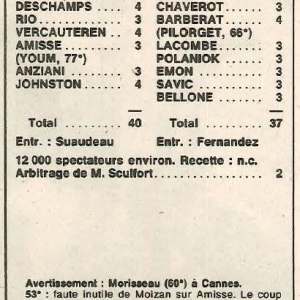 DESCHAMPS ..... 4 CHAVEROT ....... 3
RIO ............ 3 BARBERAT ....... 4
VERCAUTEREN .. 4 (PILORGET, 66°)
AMISSE ......... 3 LACOMBE ........ 3
(YOUM, 77°) POLANIOK ....... 3
ANZIANI ........ 3 EMON ........... 3
JOHNSTON ...... 4 SAVIC ........... 3
BELLONE ........ 3
Total .......... 40 Total .......... 37
Entr. : Suaudeau Entr. : Fernandez
12 000 spectateurs environ. Recette : n.c.
Arbitrage de M. Sculfort. ............... 2
Avertissement : Morisseau (60°) à Cannes.
53° : faute inutile de Moizan sur Amisse. Le coup